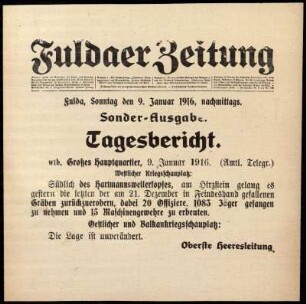 Fuldaer Zeitung
Fulda, Sonntag den 9. Januar 1916, nachmittags.
Sonder-Ausgabe.
Tagesbericht.
wtb. Großes Hauptquartier, 9. Januar 1916. (Amtl. Telegr.)
Westlicher Kriegsschauplatz:
Südlich des Hartmannsweilerkopfes, am Hirzstein gelang es
gestern die letzten der am 21. Dezember in Feindeshand gefallenen
Gräben zurückzuerobern, dabei 20 Offiziere, 1083 Jäger gefangen
zu nehmen und 15 Maschinengewehre zu erbeuten.
Oestlicher und Balkankriegsschauplatz:
Die Lage ist unverändert.
Oberste Heeresleitung.